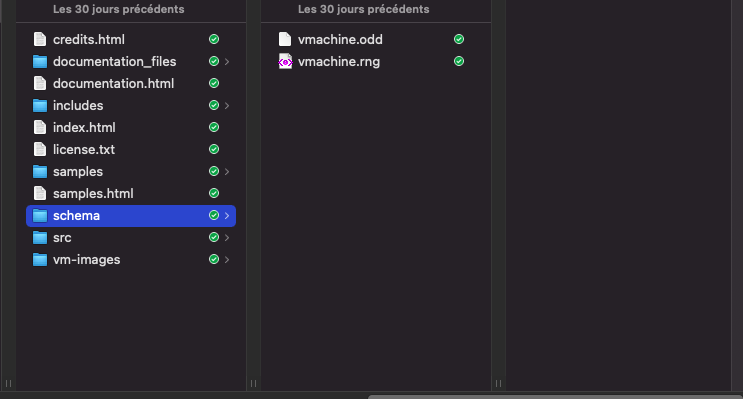 Les 30 jours précédents
credits.html
documentation_files
documentation.html
includes
index.html
license.txt
samples
samples.html
schema
src
vm-images
Les 30 jours précédents
vmachine.odd
vmachine.rng